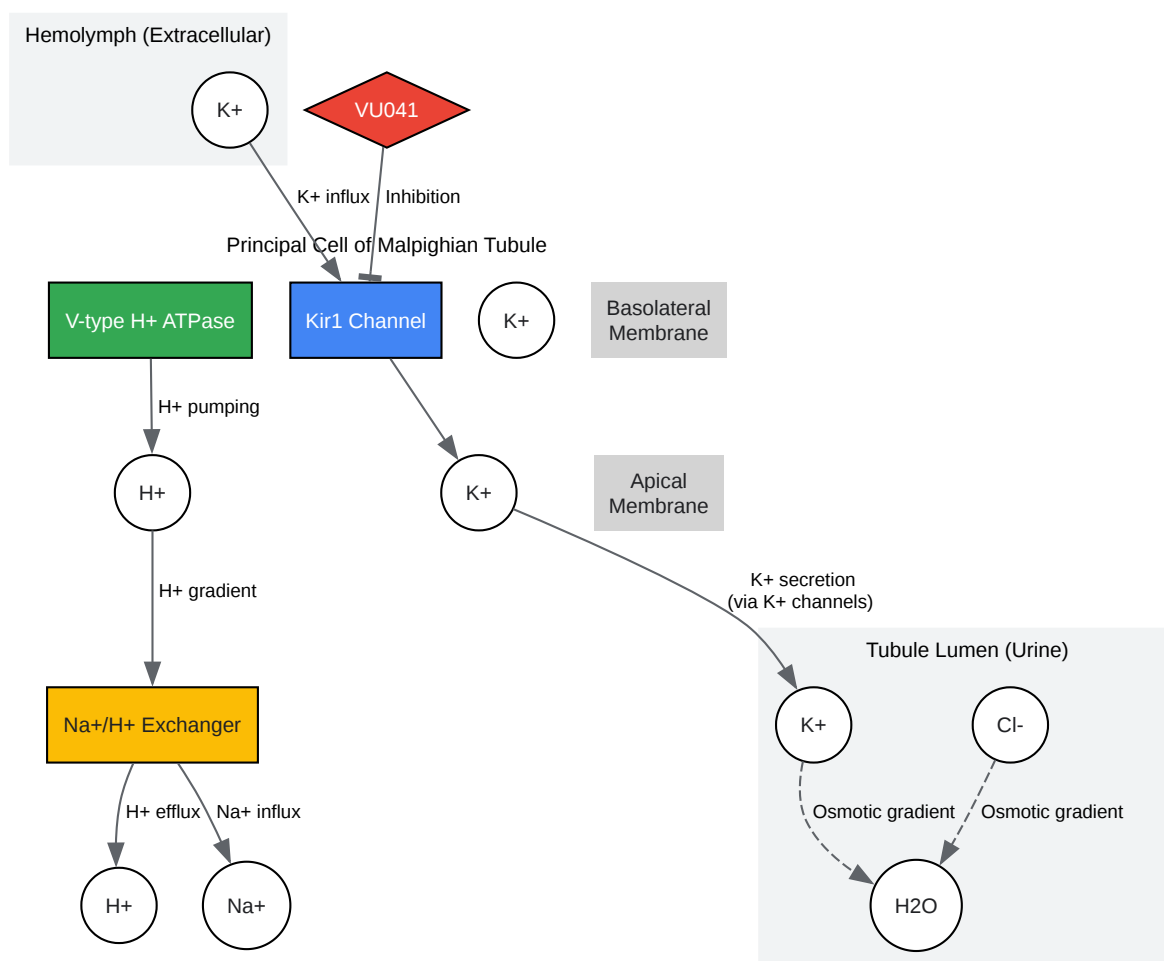 Hemolymph (Extracellular)
K+
VU041
K+ influx
Inhibition
Principal Cell of Malpighian Tubule
V-type H+ ATPase
Kir1 Channel
K+
Basolateral
Membrane
H+ pumping
H+
K+
Apical
Membrane
H+ gradient
K+ secretion
(via K+ channels)
Tubule Lumen (Urine)
Na+/H+ Exchanger
K+
Cl-
H+ efflux
Na+ influx
Osmotic gradient
Osmotic gradient
H+
Na+
H2O